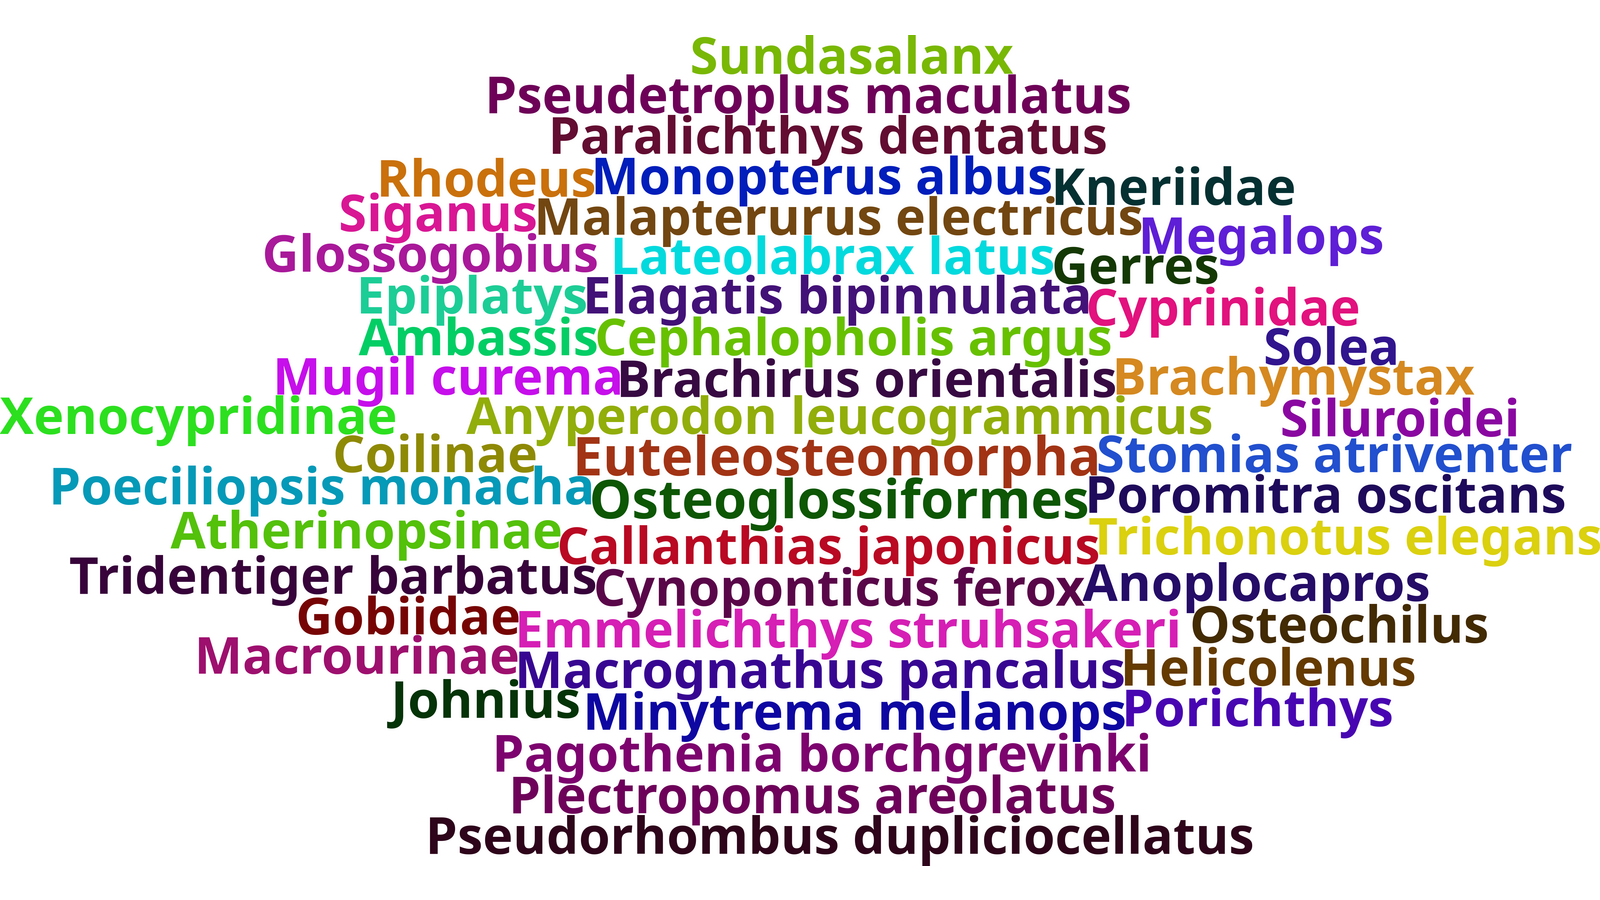 Sundasalanx
Pseudetroplus maculatus
Paralichthys dentatus
Rhodeus Monopterus albus Kneriidae
Siganus Malapterurus electricus Megalops
Glossogobius Lateolabrax latus Gerres
Epiplatys Elagatis bipinnulata Cyprinidae
Ambassis Cephalopholis argus Solea
Mugil curema Brachirus orientalis Brachymystax
Xenocypridinae Anyperodon leucogrammicus Siluroidei
Coilinae Euteleosteomorpha Stomias atriventer
Poeciliopsis monacha Osteoglossiformes Poromitra oscitans
Atherinopsinae Callanthias japonicus Trichonotus elegans
Tridentiger barbatus Cynoponticus ferox Anoplocapros
Gobiidae Emmelichthys struhsakeri Osteochilus
Macrourinae Macrognathus pancalus Helicolenus
Johnius Minytrema melanops Porichthys
Pagothenia borchgrevinki
Plectropomus areolatus
Pseudorhombus dupliciocellatus